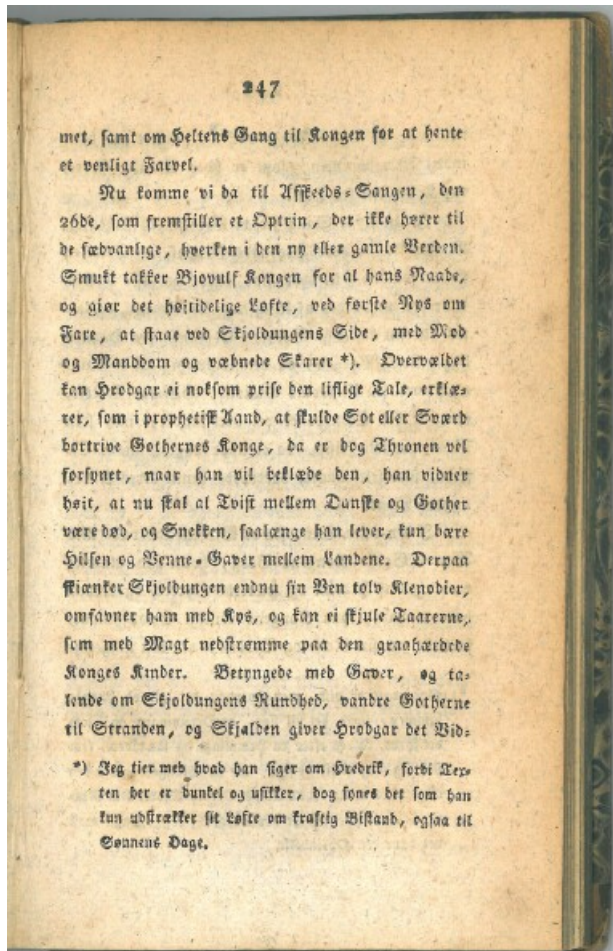 247
met, samt om Heltens Gang til Kongen for at hente
et venligt Farvel.
Nu komme vi da til Afskeeds-Sangen, den
26de, som fremstiller et Optrin, der ikke hører til
de sædvanlige, hverken i den ny eller gamle Verden.
Smukt takker Bjovulf Kongen for al hans Naade,
og giør det høitidelige Løfte, ved første Nys om
Fare, at staae ved Skjoldungens Side, med Mod
og Manddom og væbnede Skarer *). Overvældet
kan Hrodgar ei noksom prise den liflige Tale, erklæ-
rer, som i prophetisk Aand, at skulde Sot eller Sværd
bortrive Gothernes Konge, da er dog Thronen vel
forsynet, naar han vil beklæde den, han vidner
høit, at nu skal al Tvist mellem Danske og Gother
være død, og Snekken, saalænge han lever, kun bære
Hilsen og Venne-Gaver mellem Landene. Derpaa
skiænker Skjoldungen endnu sin Ven tolv Klenodier,
omfavner ham med Kys, og kan ei skjule Taarerne,
som med Magt nedstrømme paa den graahærdede
Konges Kinder. Betyngede med Gaver, og ta-
lende om Skjoldungens Rundhed, vandre Gotherne
til Stranden, og Skjalden giver Hrodgar det Vid-
*) Jeg tier med hvad han siger om Hredrik, fordi Tex-
ten her er dunkel og usikker, dog synes det som han
kun udstrækker sit Løfte om kraftig Bistand, ogsaa til
Sønnens Dage.